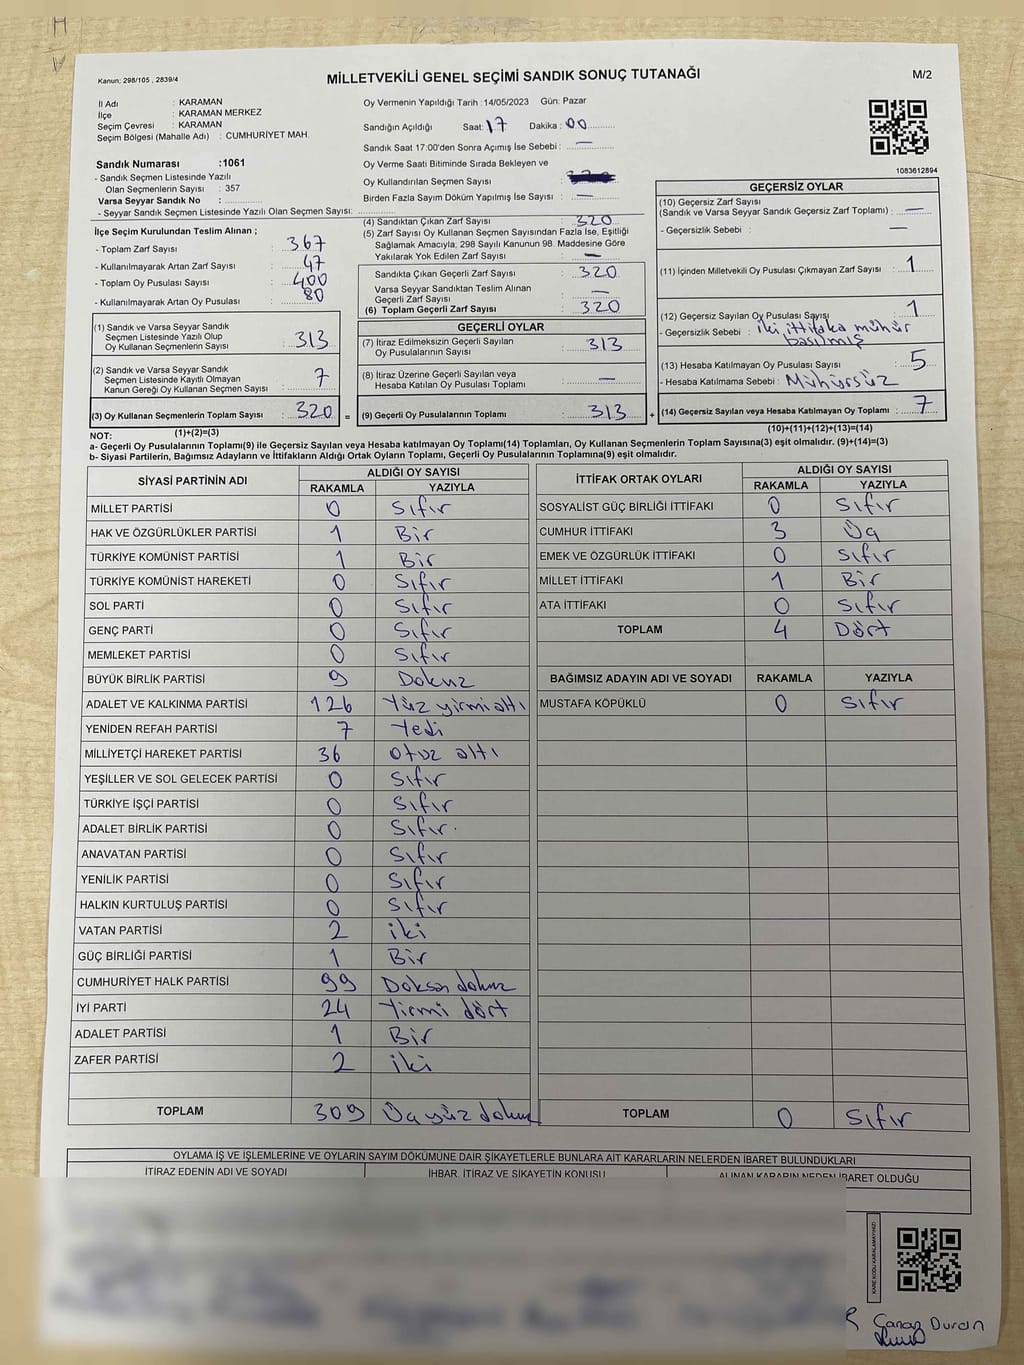 Kanun; 298/105 , 2839/4
MİLLETVEKİLİ GENEL SEÇİMİ SANDIK SONUÇ TUTANAĞI
M/2
İl Adı : KARAMAN
İlçe : KARAMAN MERKEZ
Seçim Çevresi : KARAMAN
Seçim Bölgesi (Mahalle Adı) : CUMHURİYET MAH.
Sandık Numarası :1061
- Sandık Seçmen Listesinde Yazılı
Olan Seçmenlerin Sayısı : 357
Varsa Seyyar Sandık No :
- Seyyar Sandık Seçmen Listesinde Yazılı Olan Seçmen Sayısı:
Oy Vermenin Yapıldığı Tarih :14/05/2023 Gün: Pazar
Sandığın Açıldığı Saat: 17 Dakika : 00
Sandık Saat 17:00'den Sonra Açımış İse Sebebi : —
Oy Verme Saati Bitiminde Sırada Bekleyen ve
Oy Kullandırılan Seçmen Sayısı :
Birden Fazla Sayım Döküm Yapılmış İse Sayısı : —
1083612894
İlçe Seçim Kurulundan Teslim Alınan ;
- Toplam Zarf Sayısı : 367
- Kullanılmayarak Artan Zarf Sayısı : 47
- Toplam Oy Pusulası Sayısı : 400
- Kullanılmayarak Artan Oy Pusulası : 80
(1) Sandık ve Varsa Seyyar Sandık
Seçmen Listesinde Yazılı Olup
Oy Kullanan Seçmenlerin Sayısı : 313
(2) Sandık ve Varsa Seyyar Sandık
Seçmen Listesinde Kayıtlı Olmayan
Kanun Gereği Oy Kullanan Seçmen Sayısı : 7
(3) Oy Kullanan Seçmenlerin Toplam Sayısı : 320 =
(1)+(2)=(3)
(4) Sandıktan Çıkan Zarf Sayısı : 320
(5) Zarf Sayısı Oy Kullanan Seçmen Sayısından Fazla İse, Eşitliği
Sağlamak Amacıyla, 298 Sayılı Kanunun 98. Maddesine Göre
Yakılarak Yok Edilen Zarf Sayısı : —
Sandıkta Çıkan Geçerli Zarf Sayısı : 320
Varsa Seyyar Sandıktan Teslim Alınan
Geçerli Zarf Sayısı : —
(6) Toplam Geçerli Zarf Sayısı : 320
GEÇERLİ OYLAR
(7) İtiraz Edilmeksizin Geçerli Sayılan
Oy Pusulalarının Sayısı : 313
(8) İtiraz Üzerine Geçerli Sayılan veya
Hesaba Katılan Oy Pusulası Toplamı : —
(9) Geçerli Oy Pusulalarının Toplamı : 313 +
GEÇERSİZ OYLAR
(10) Geçersiz Zarf Sayısı
(Sandık ve Varsa Seyyar Sandık Geçersiz Zarf Toplamı) : —
- Geçersizlik Sebebi : —
(11) İçinden Milletvekili Oy Pusulası Çıkmayan Zarf Sayısı : 1
(12) Geçersiz Sayılan Oy Pusulası Sayısı : 1
- Geçersizlik Sebebi : iki ittifaka mühür
basılmış
(13) Hesaba Katılmayan Oy Pusulası Sayısı : 5
- Hesaba Katılmama Sebebi : Mühürsüz
(14) Geçersiz Sayılan veya Hesaba Katılmayan Oy Toplamı : 7
(10)+(11)+(12)+(13)=(14)
NOT:
a- Geçerli Oy Pusulalarının Toplamı(9) ile Geçersiz Sayılan veya Hesaba katılmayan Oy Toplamı(14) Toplamları, Oy Kullanan Seçmenlerin Toplam Sayısına(3) eşit olmalıdır. (9)+(14)=(3)
b- Siyasi Partilerin, Bağımsız Adayların ve İttifakların Aldığı Ortak Oyların Toplamı, Geçerli Oy Pusulalarının Toplamına(9) eşit olmalıdır.
SİYASİ PARTİNİN ADI ALDIĞI OY SAYISI
RAKAMLA YAZIYLA
MİLLET PARTİSİ 0 Sıfır
HAK VE ÖZGÜRLÜKLER PARTİSİ 1 Bir
TÜRKİYE KOMÜNİST PARTİSİ 1 Bir
TÜRKİYE KOMÜNİST HAREKETİ 0 Sıfır
SOL PARTİ 0 Sıfır
GENÇ PARTİ 0 Sıfır
MEMLEKET PARTİSİ 0 Sıfır
BÜYÜK BİRLİK PARTİSİ 9 Dokuz
ADALET VE KALKINMA PARTİSİ 126 Yüz yirmi altı
YENİDEN REFAH PARTİSİ 7 Yedi
MİLLİYETÇİ HAREKET PARTİSİ 36 otuz altı
YEŞİLLER VE SOL GELECEK PARTİSİ 0 Sıfır
TÜRKİYE İŞÇİ PARTİSİ 0 Sıfır
ADALET BİRLİK PARTİSİ 0 Sıfır
ANAVATAN PARTİSİ 0 Sıfır
YENİLİK PARTİSİ 0 Sıfır
HALKIN KURTULUŞ PARTİSİ 0 Sıfır
VATAN PARTİSİ 2 iki
GÜÇ BİRLİĞİ PARTİSİ 1 Bir
CUMHURİYET HALK PARTİSİ 99 Doksan dokuz
İYİ PARTİ 24 Yirmi dört
ADALET PARTİSİ 1 Bir
ZAFER PARTİSİ 2 iki
TOPLAM 309 Üç yüz dokuz
İTTİFAK ORTAK OYLARI ALDIĞI OY SAYISI
RAKAMLA YAZIYLA
SOSYALİST GÜÇ BİRLİĞİ İTTİFAKI 0 Sıfır
CUMHUR İTTİFAKI 3 Üç
EMEK VE ÖZGÜRLÜK İTTİFAKI 0 Sıfır
MİLLET İTTİFAKI 1 Bir
ATA İTTİFAKI 0 Sıfır
TOPLAM 4 Dört
BAĞIMSIZ ADAYIN ADI VE SOYADI RAKAMLA YAZIYLA
MUSTAFA KÖPÜKLÜ 0 Sıfır
TOPLAM 0 Sıfır
OYLAMA İŞ VE İŞLEMLERİNE VE OYLARIN SAYIM DÖKÜMÜNE DAİR ŞİKAYETLERLE BUNLARA AİT KARARLARIN NELERDEN İBARET BULUNDUKLARI
İTİRAZ EDENİN ADI VE SOYADI İHBAR, İTİRAZ VE ŞİKAYETİN KONUSU ALINAN KARARIN NEDEN İBARET OLDUĞU
KARE KODU KARALAMAYINIZ!
Duran